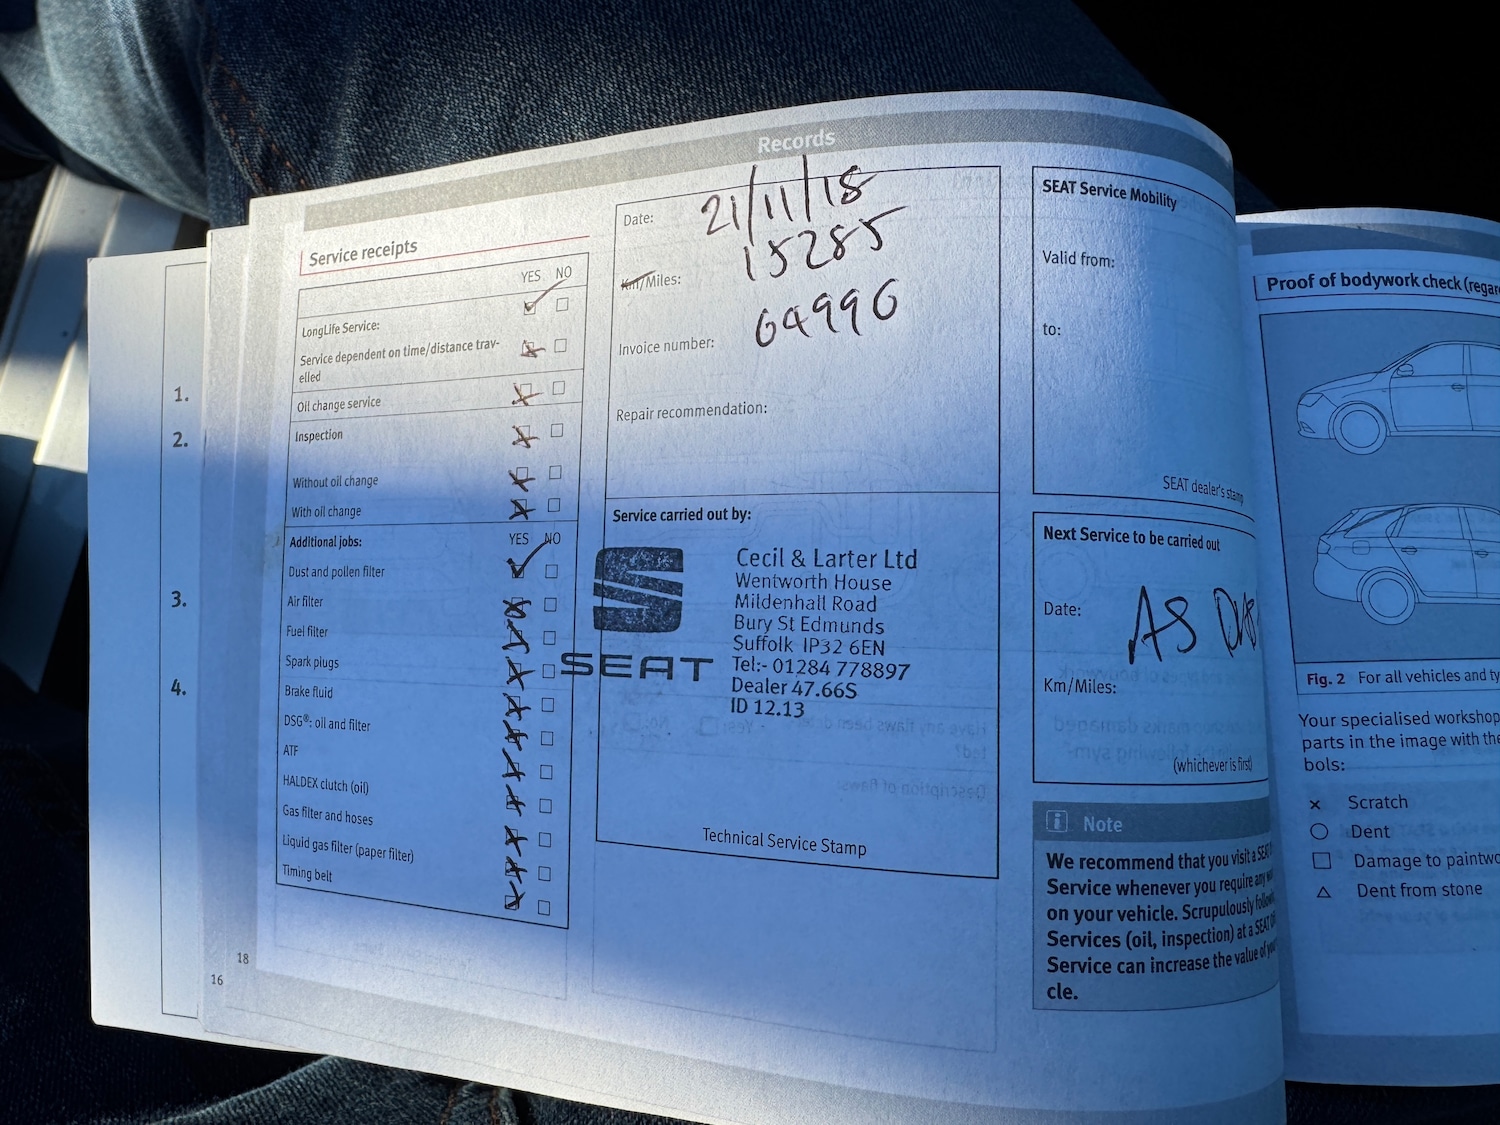 Records
Service receipts
YES NO
LongLife Service:
Service dependent on time/distance trav-
elled
Oil change service
Inspection
Without oil change
With oil change
Additional jobs:
YES NO
Dust and pollen filter
Air filter
Fuel filter
Spark plugs
Brake fluid
DSG®: oil and filter
ATF
HALDEX clutch (oil)
Gas filter and hoses
Liquid gas filter (paper filter)
Timing belt
Date: 21/11/18
Km/Miles: 15285
Invoice number:
Repair recommendation:
Service carried out by:
SEAT
Cecil & Larter Ltd
Wentworth House
Mildenhall Road
Bury St Edmunds
Suffolk IP32 6EN
Tel:- 01284 778897
Dealer 47.66S
ID 12.13
Technical Service Stamp
SEAT Service Mobility
Valid from:
to:
SEAT dealer's stamp
Next Service to be carried out
Date: AS
Km/Miles:
(whichever is first)
i Note
We recommend that you visit a SEAT
Service whenever you require any
on your vehicle. Scrupulously
Services (oil, inspection) at a SEAT
Service can increase the value of
cle.
1.
2.
3.
4.
18
16
Proof of bodywork check (regar
Fig. 2 For all vehicles and ty
Your specialised workshop
parts in the image with the
bols:
× Scratch
○ Dent
□ Damage to paintwo
△ Dent from stone